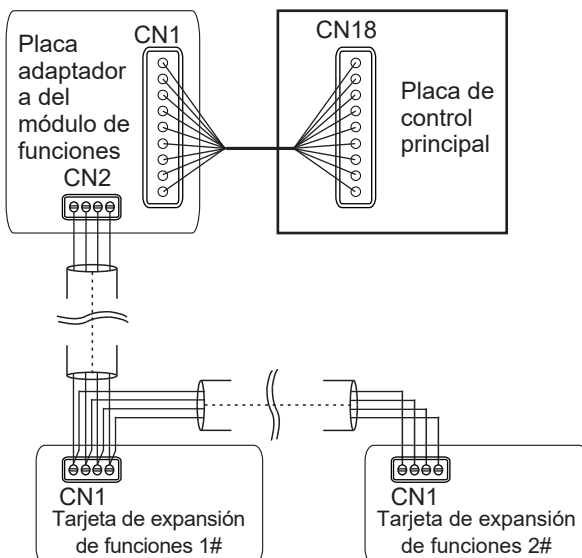 Placa
adaptador
a del
módulo de
funciones
CN1
CN2
CN18
Placa de
control
principal
CN1
Tarjeta de expansión
de funciones 1#
CN1
Tarjeta de expansión
de funciones 2#